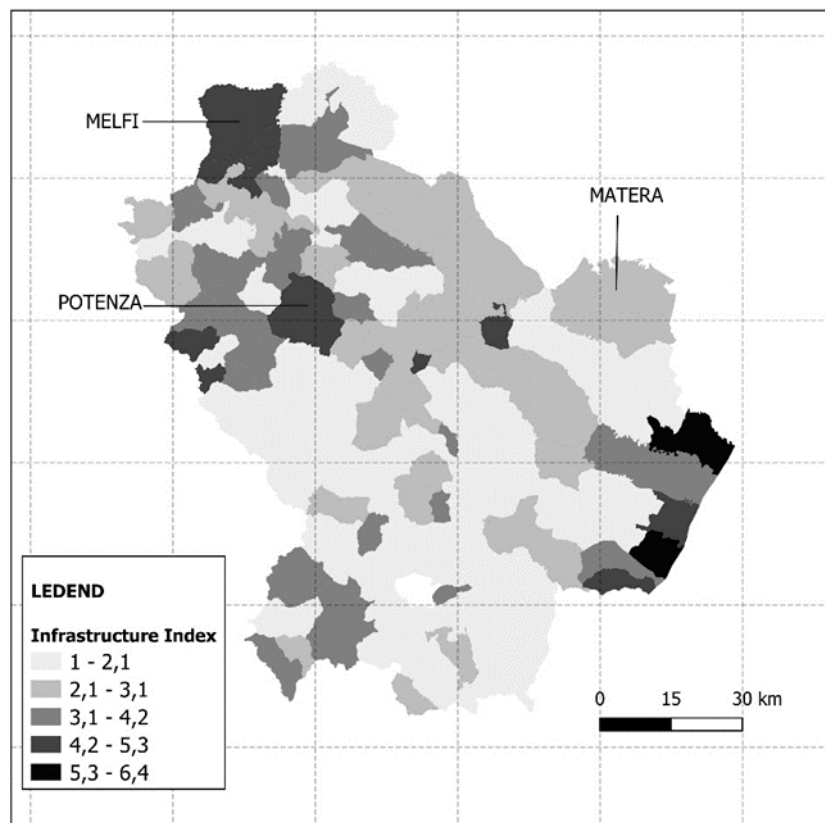 MELFI
MATERA
POTENZA
LEDEND
Infrastructure Index
1 - 2,1
2,1 - 3,1
3,1 - 4,2
4,2 - 5,3
5,3 - 6,4
0 15 30 km